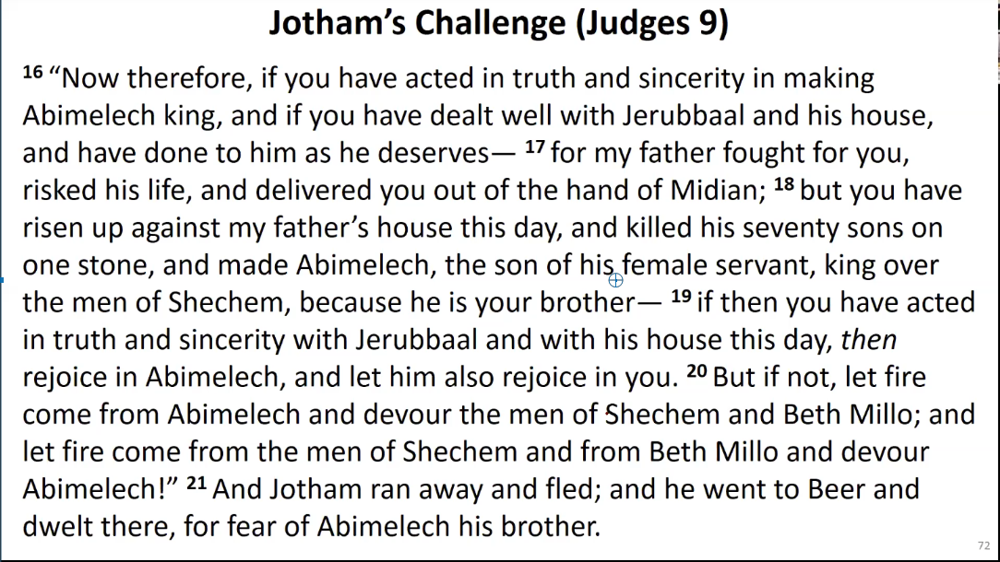 Jotham’s Challenge (Judges 9)
16 “Now therefore, if you have acted in truth and sincerity in making
Abimelech king, and if you have dealt well with Jerubbaal and his house,
and have done to him as he deserves— 17 for my father fought for you,
risked his life, and delivered you out of the hand of Midian; 18 but you have
risen up against my father’s house this day, and killed his seventy sons on
one stone, and made Abimelech, the son of his female servant, king over
the men of Shechem, because he is your brother— 19 if then you have acted
in truth and sincerity with Jerubbaal and with his house this day, then
rejoice in Abimelech, and let him also rejoice in you. 20 But if not, let fire
come from Abimelech and devour the men of Shechem and Beth Millo; and
let fire come from the men of Shechem and from Beth Millo and devour
Abimelech!” 21 And Jotham ran away and fled; and he went to Beer and
dwelt there, for fear of Abimelech his brother.
72